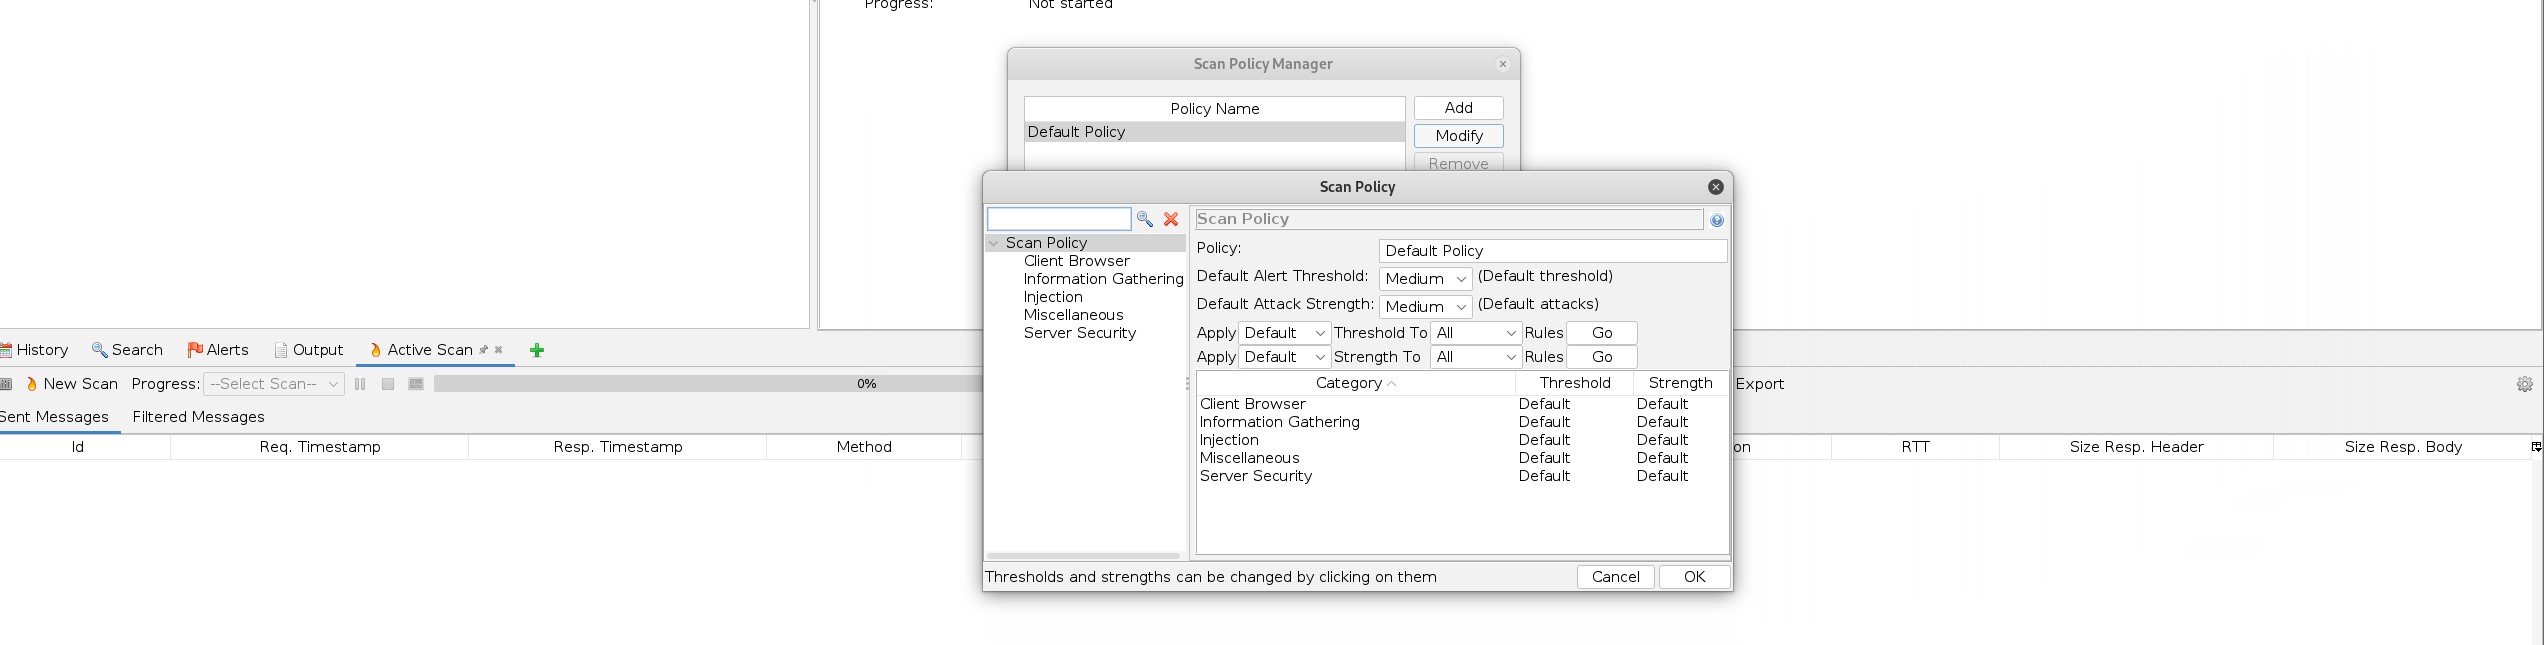 Progress: Not started
Scan Policy Manager
Policy Name
Add
Default Policy
Modify
Remove
Scan Policy
Scan Policy
Scan Policy
Client Browser
Information Gathering
Injection
Miscellaneous
Server Security
Policy: Default Policy
Default Alert Threshold: Medium (Default threshold)
Default Attack Strength: Medium (Default attacks)
Apply Default Threshold To All Rules Go
Apply Default Strength To All Rules Go
Category Threshold Strength
Client Browser Default Default
Information Gathering Default Default
Injection Default Default
Miscellaneous Default Default
Server Security Default Default
Thresholds and strengths can be changed by clicking on them Cancel OK
History Search Alerts Output Active Scan
New Scan Progress: --Select Scan-- 0% Export
Sent Messages Filtered Messages
Id Req. Timestamp Resp. Timestamp Method on RTT Size Resp. Header Size Resp. Body